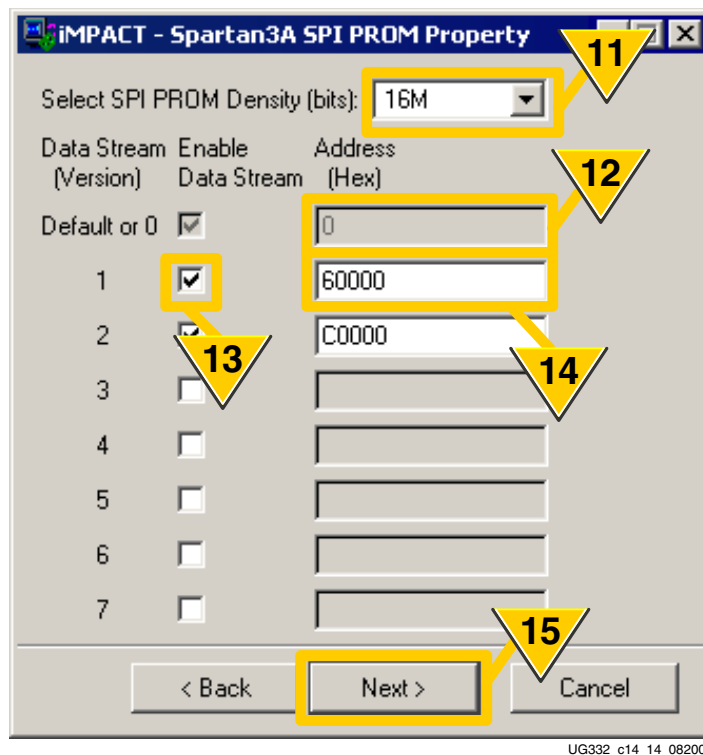 iMPACT - Spartan3A SPI PROM Property
11
Select SPI PROM Density (bits): 16M
Data Stream Enable Address
(Version) Data Stream (Hex)
12
Default or 0 0
1 60000
2 C0000
13
14
3
4
5
6
7
15
< Back Next > Cancel
UG332_c14_14_08200